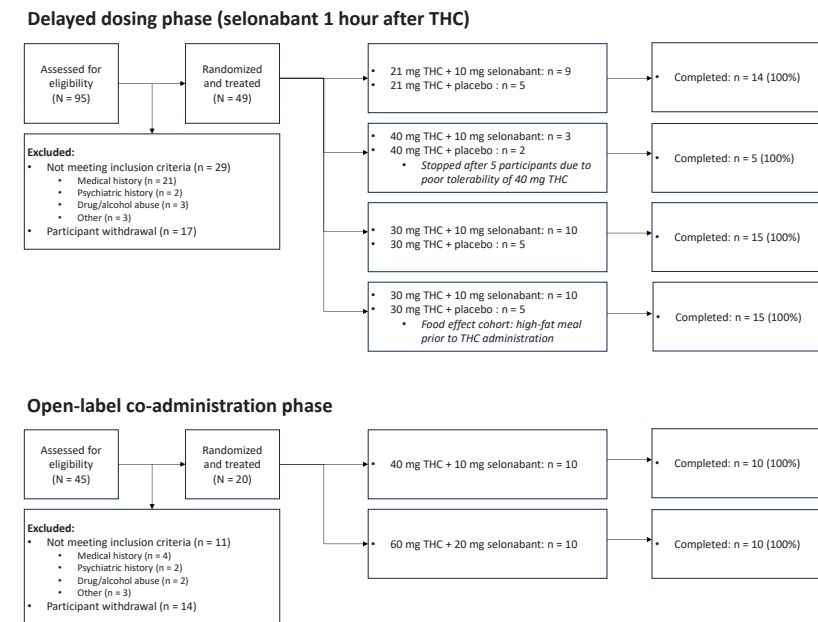 Delayed dosing phase (selonabant 1 hour after THC)
Assessed for
eligibility
(N = 95)
Randomized
and treated
(N = 49)
Excluded:
• Not meeting inclusion criteria (n = 29)
• Medical history (n = 21)
• Psychiatric history (n = 2)
• Drug/alcohol abuse (n = 3)
• Other (n = 3)
• Participant withdrawal (n = 17)
• 21 mg THC + 10 mg selonabant: n = 9
• 21 mg THC + placebo : n = 5
• Completed: n = 14 (100%)
• 40 mg THC + 10 mg selonabant: n = 3
• 40 mg THC + placebo : n = 2
• Stopped after 5 participants due to
poor tolerability of 40 mg THC
• Completed: n = 5 (100%)
• 30 mg THC + 10 mg selonabant: n = 10
• 30 mg THC + placebo : n = 5
• Completed: n = 15 (100%)
• 30 mg THC + 10 mg selonabant: n = 10
• 30 mg THC + placebo : n = 5
• Food effect cohort: high-fat meal
prior to THC administration
• Completed: n = 15 (100%)
Open-label co-administration phase
Assessed for
eligibility
(N = 45)
Randomized
and treated
(N = 20)
Excluded:
• Not meeting inclusion criteria (n = 11)
• Medical history (n = 4)
• Psychiatric history (n = 2)
• Drug/alcohol abuse (n = 2)
• Other (n = 3)
• Participant withdrawal (n = 14)
• 40 mg THC + 10 mg selonabant: n = 10
• Completed: n = 10 (100%)
• 60 mg THC + 20 mg selonabant: n = 10
• Completed: n = 10 (100%)